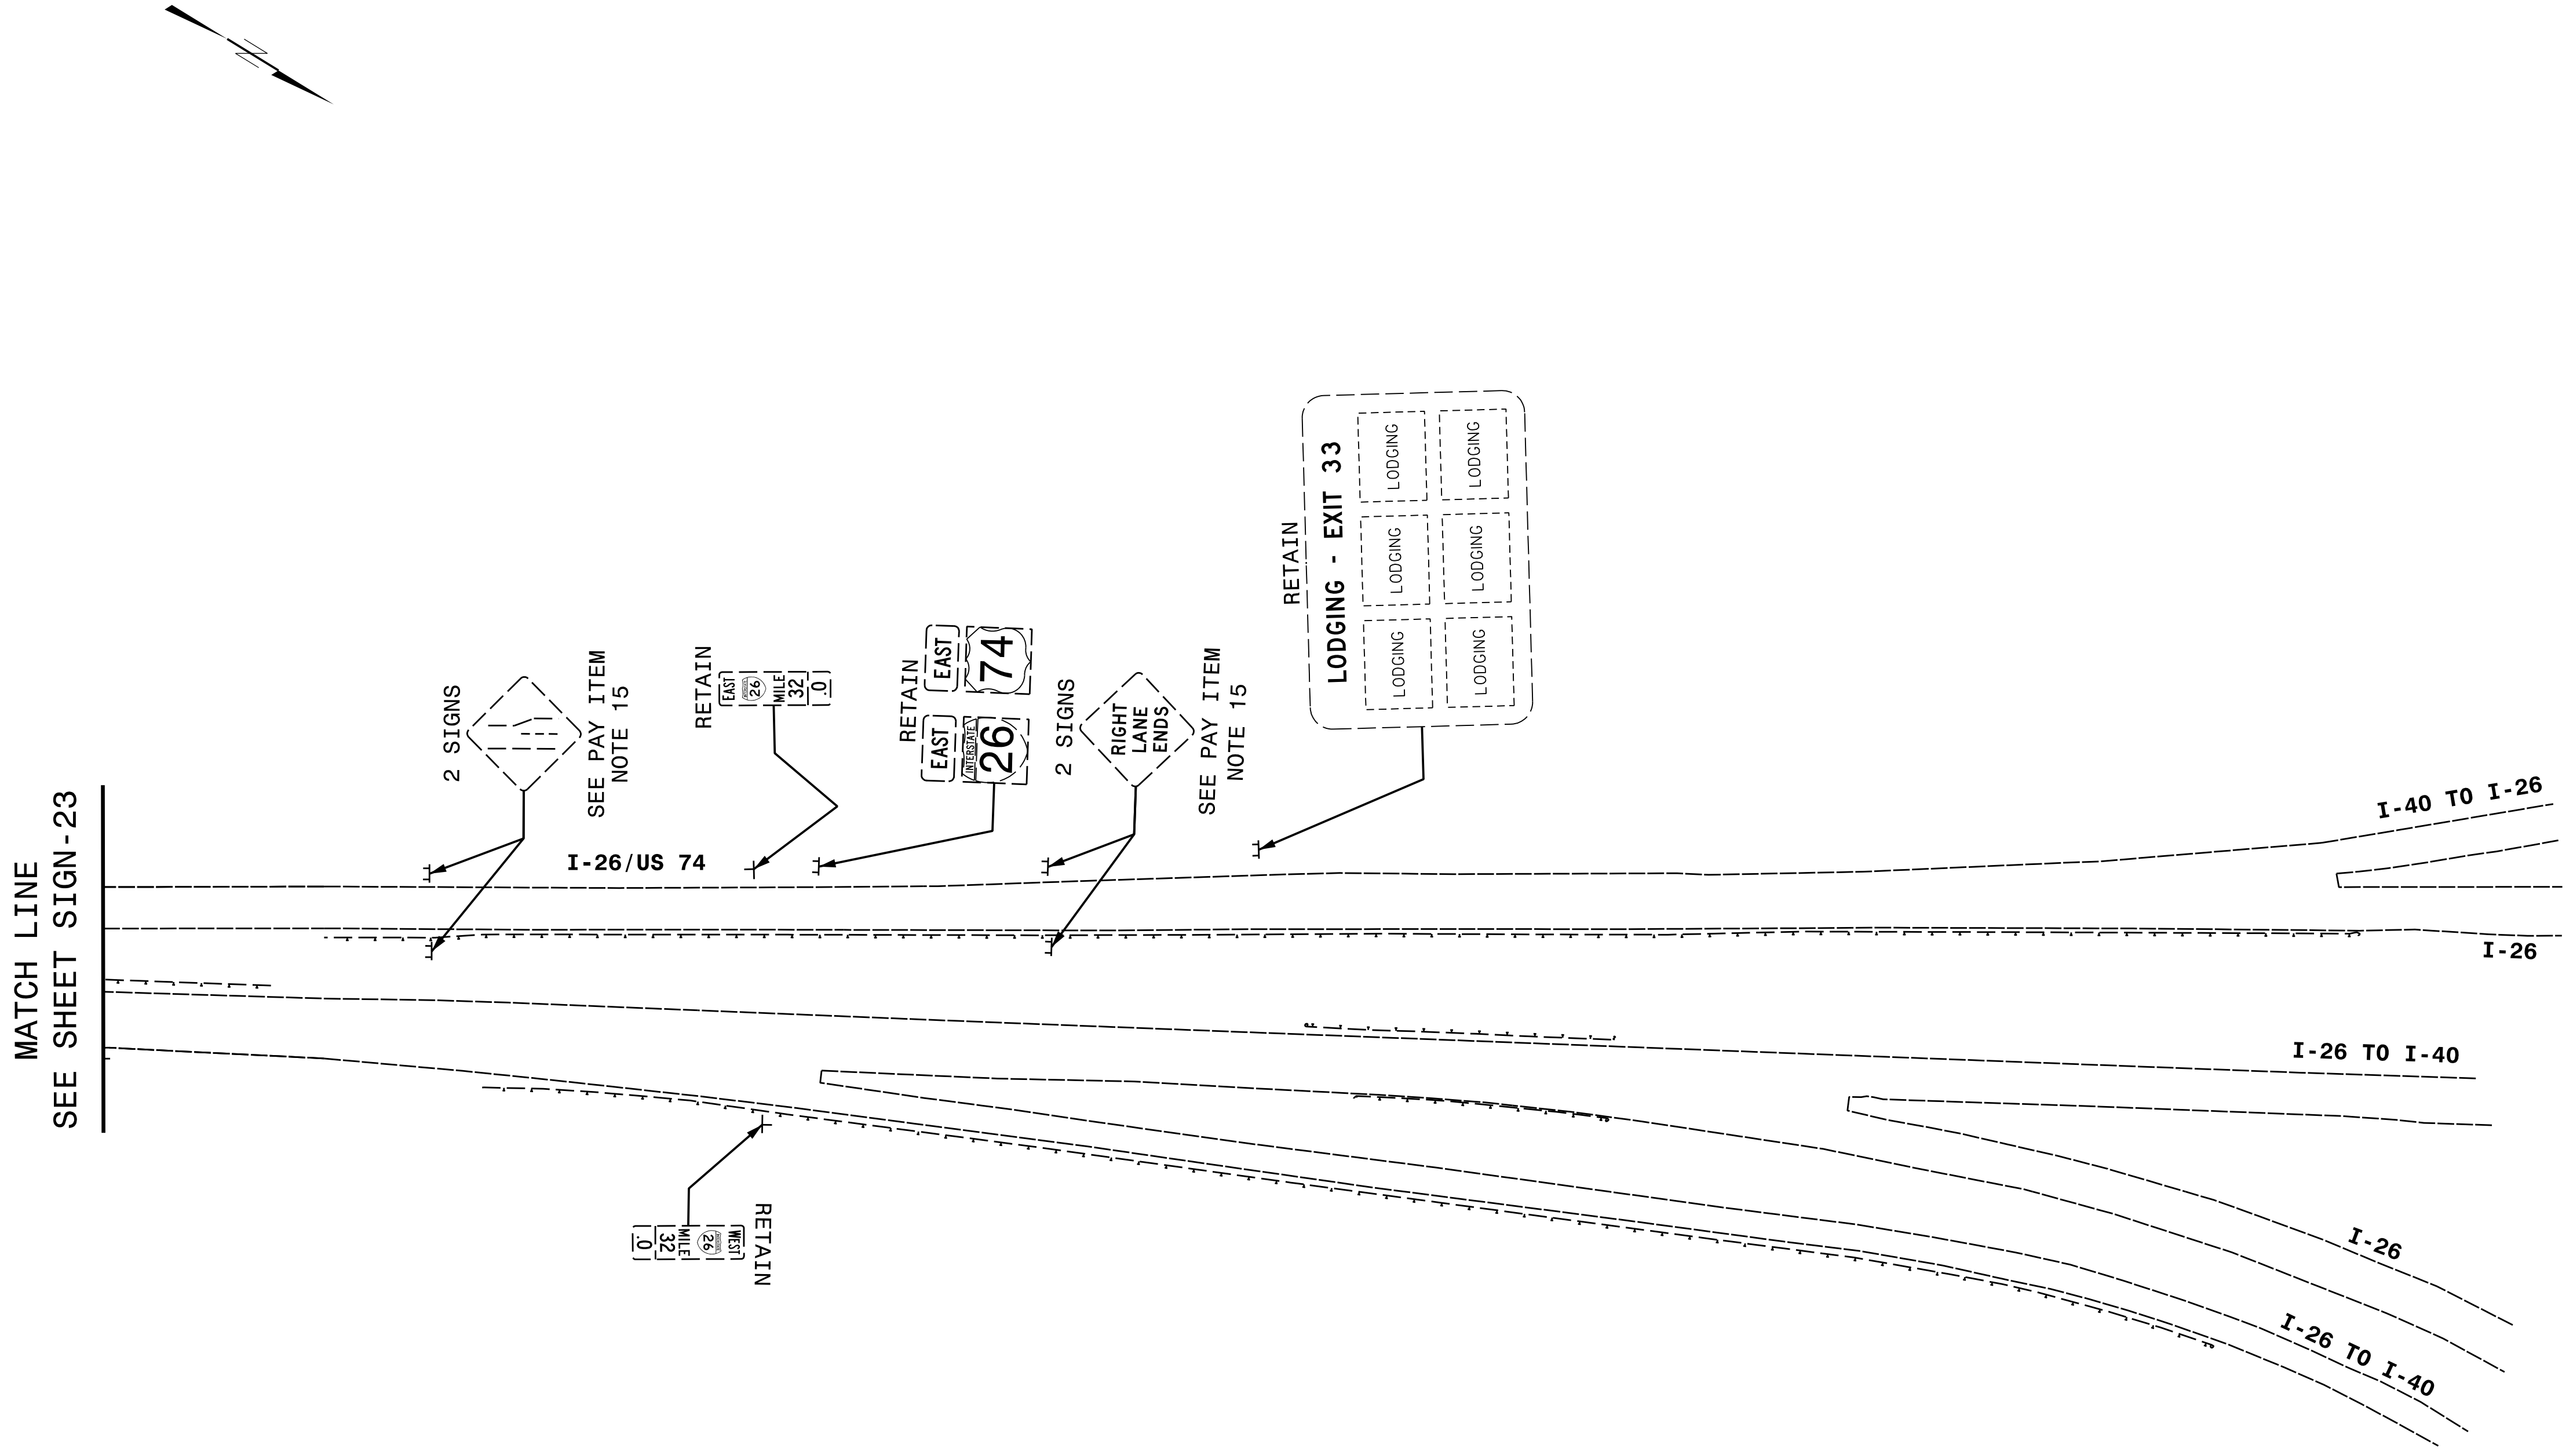 N
MATCH LINE
SEE SHEET SIGN-23
2 SIGNS
SEE PAY ITEM
NOTE 15
I-26/US 74
RETAIN
EAST
INTERSTATE
26
MILE
32
.0
RETAIN
EAST
74
EAST
INTERSTATE
26
2 SIGNS
RIGHT
LANE
ENDS
SEE PAY ITEM
NOTE 15
RETAIN
LODGING - EXIT 33
LODGING LODGING LODGING
LODGING LODGING LODGING
I-40 TO I-26
I-26
I-26 TO I-40
RETAIN
WEST
INTERSTATE
26
MILE
32
.0
I-26
I-26 TO I-40